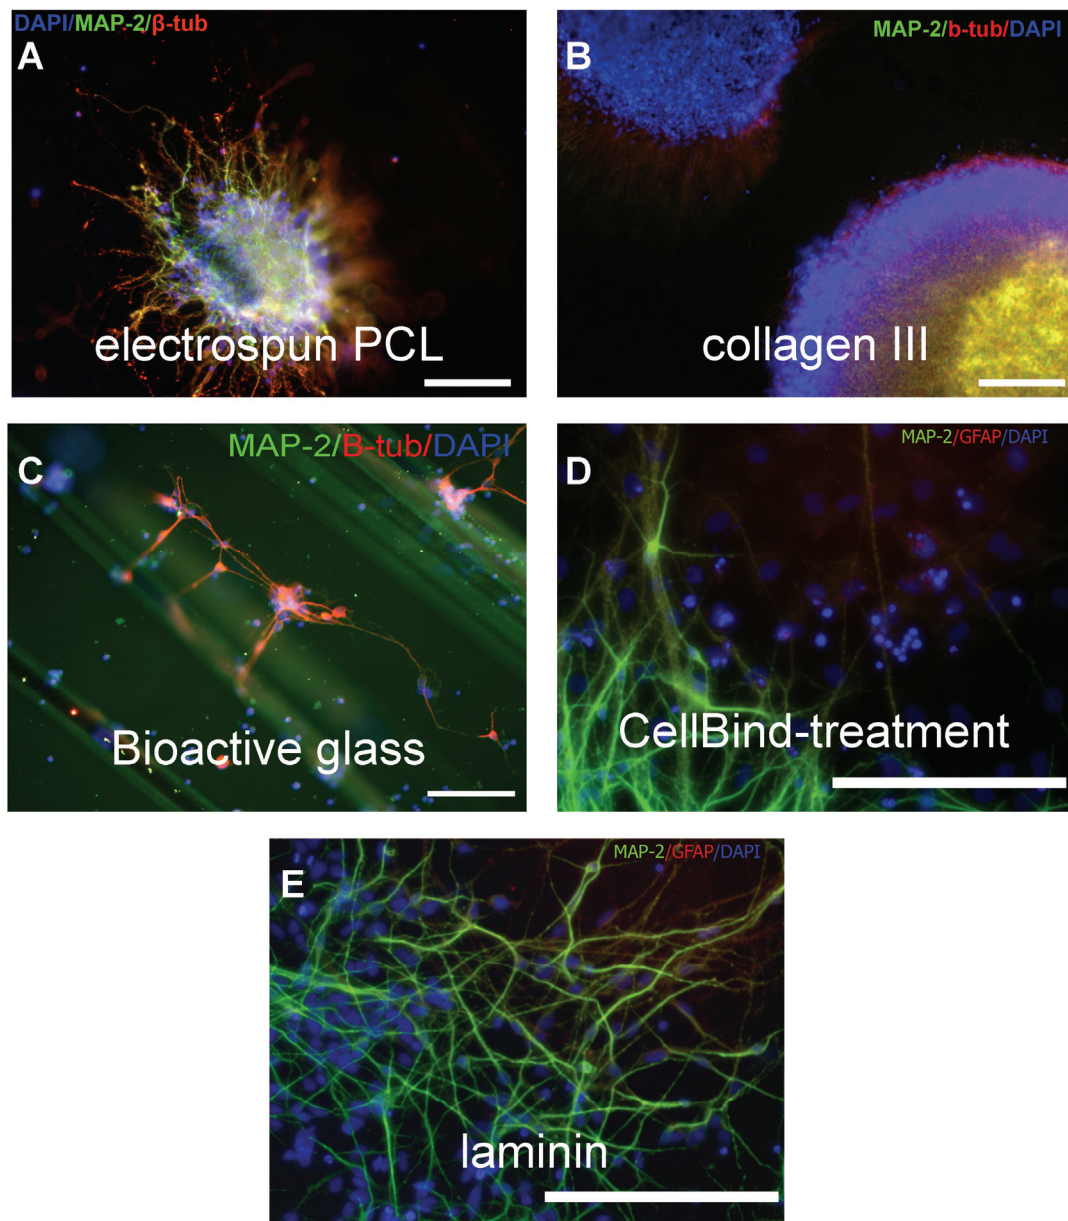 DAPI/MAP-2/β-tub
A
electrospun PCL
MAP-2/b-tub/DAPI
B
collagen III
MAP-2/B-tub/DAPI
C
Bioactive glass
MAP-2/GFAP/DAPI
D
CellBind-treatment
MAP-2/GFAP/DAPI
E
laminin